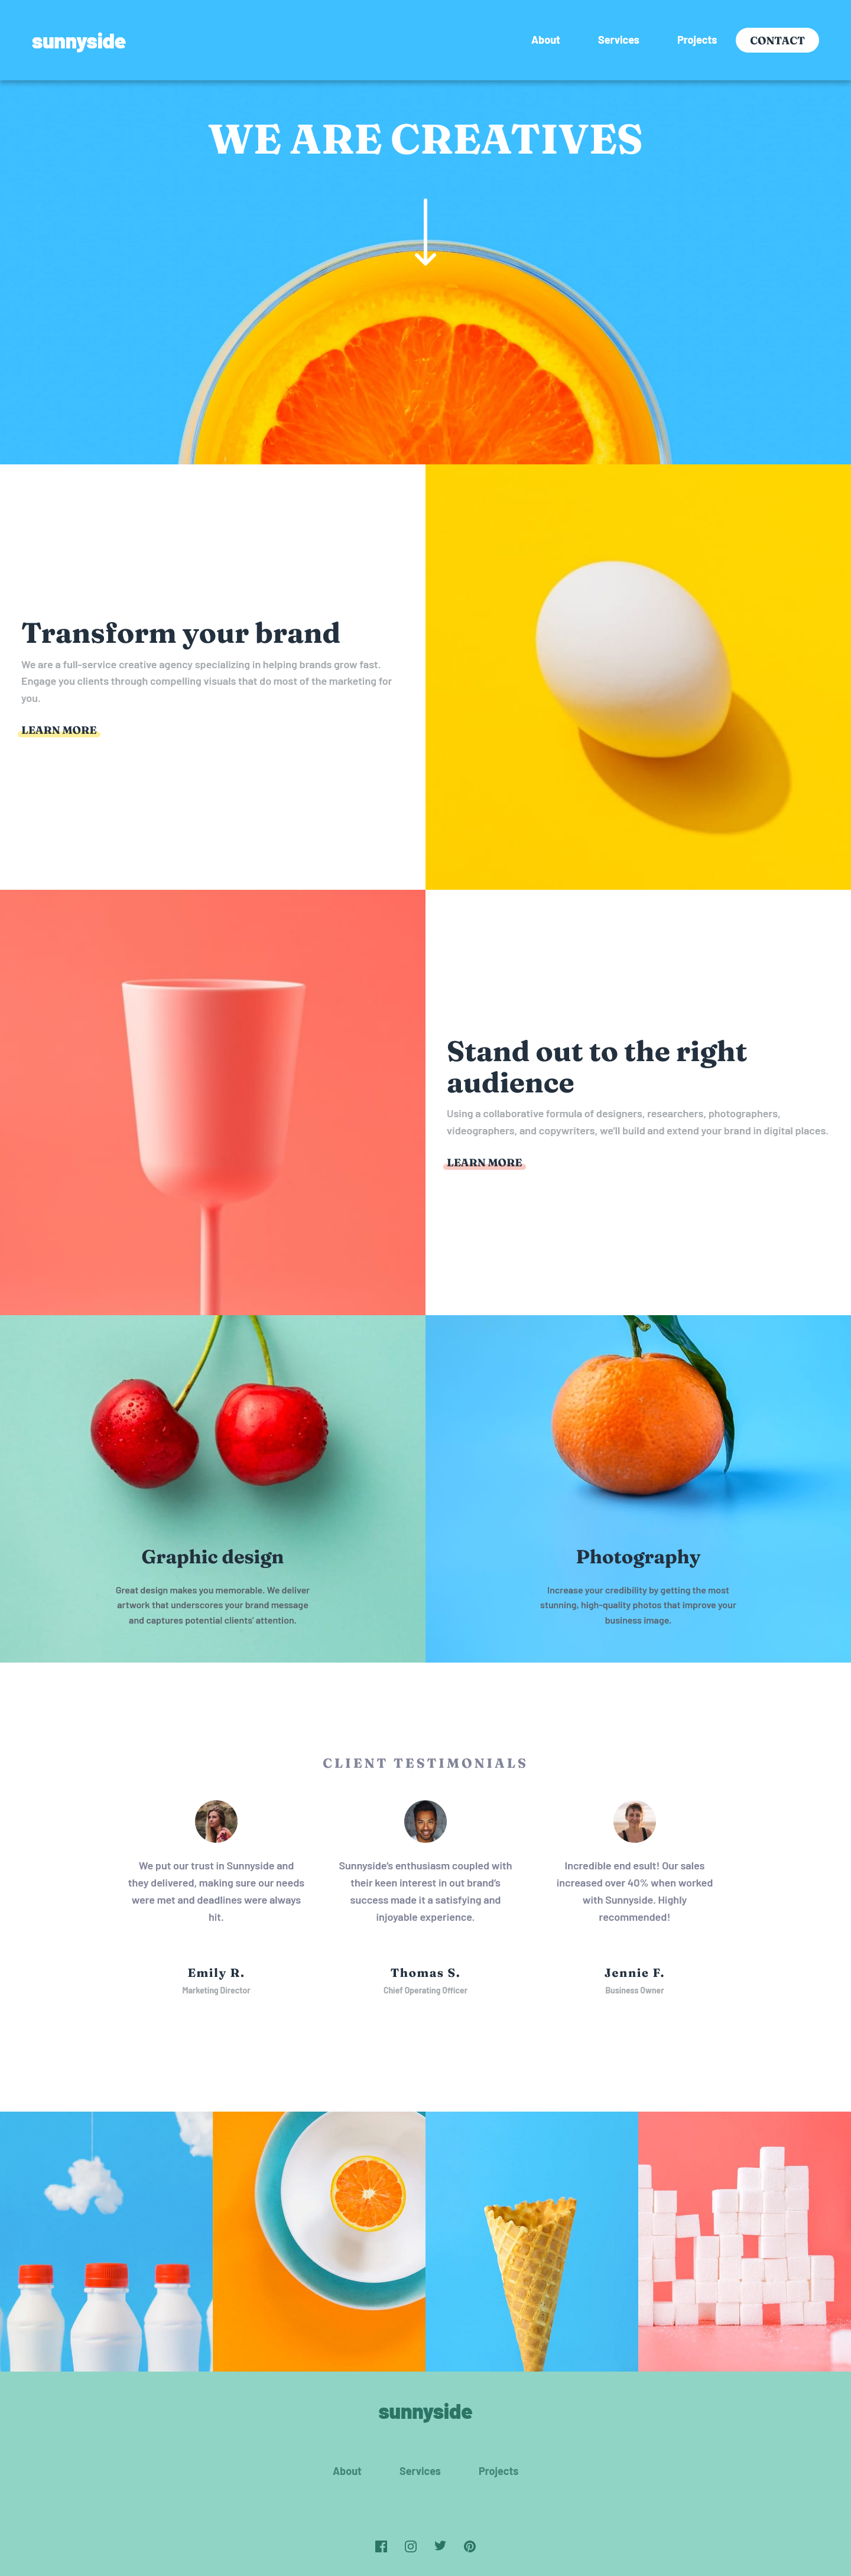 sunnyside
About
Services
Projects
CONTACT
WE ARE CREATIVES
Transform your brand
We are a full-service creative agency specializing in helping brands grow fast.
Engage you clients through compelling visuals that do most of the marketing for
you.
LEARN MORE
Stand out to the right
audience
Using a collaborative formula of designers, researchers, photographers,
videographers, and copywriters, we'll build and extend your brand in digital places.
LEARN MORE
Graphic design
Great design makes you memorable. We deliver
artwork that underscores your brand message
and captures potential clients' attention.
Photography
Increase your credibility by getting the most
stunning, high-quality photos that improve your
business image.
CLIENT TESTIMONIALS
We put our trust in Sunnyside and
they delivered, making sure our needs
were met and deadlines were always
hit.
Emily R.
Marketing Director
Sunnyside's enthusiasm coupled with
their keen interest in out brand's
success made it a satisfying and
injoyable experience.
Thomas S.
Chief Operating Officer
Incredible end esult! Our sales
increased over 40% when worked
with Sunnyside. Highly
recommended!
Jennie F.
Business Owner
sunnyside
About
Services
Projects